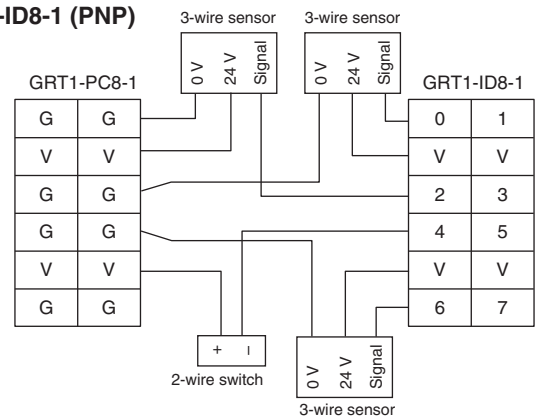 -ID8-1 (PNP)
3-wire sensor 3-wire sensor
0 V 24 V Signal 0 V 24 V Signal
GRT1-PC8-1 GRT1-ID8-1
G G 0 1
V V V V
G G 2 3
G G 4 5
V V V V
G G 6 7
+ –
2-wire switch
0 V 24 V Signal
3-wire sensor